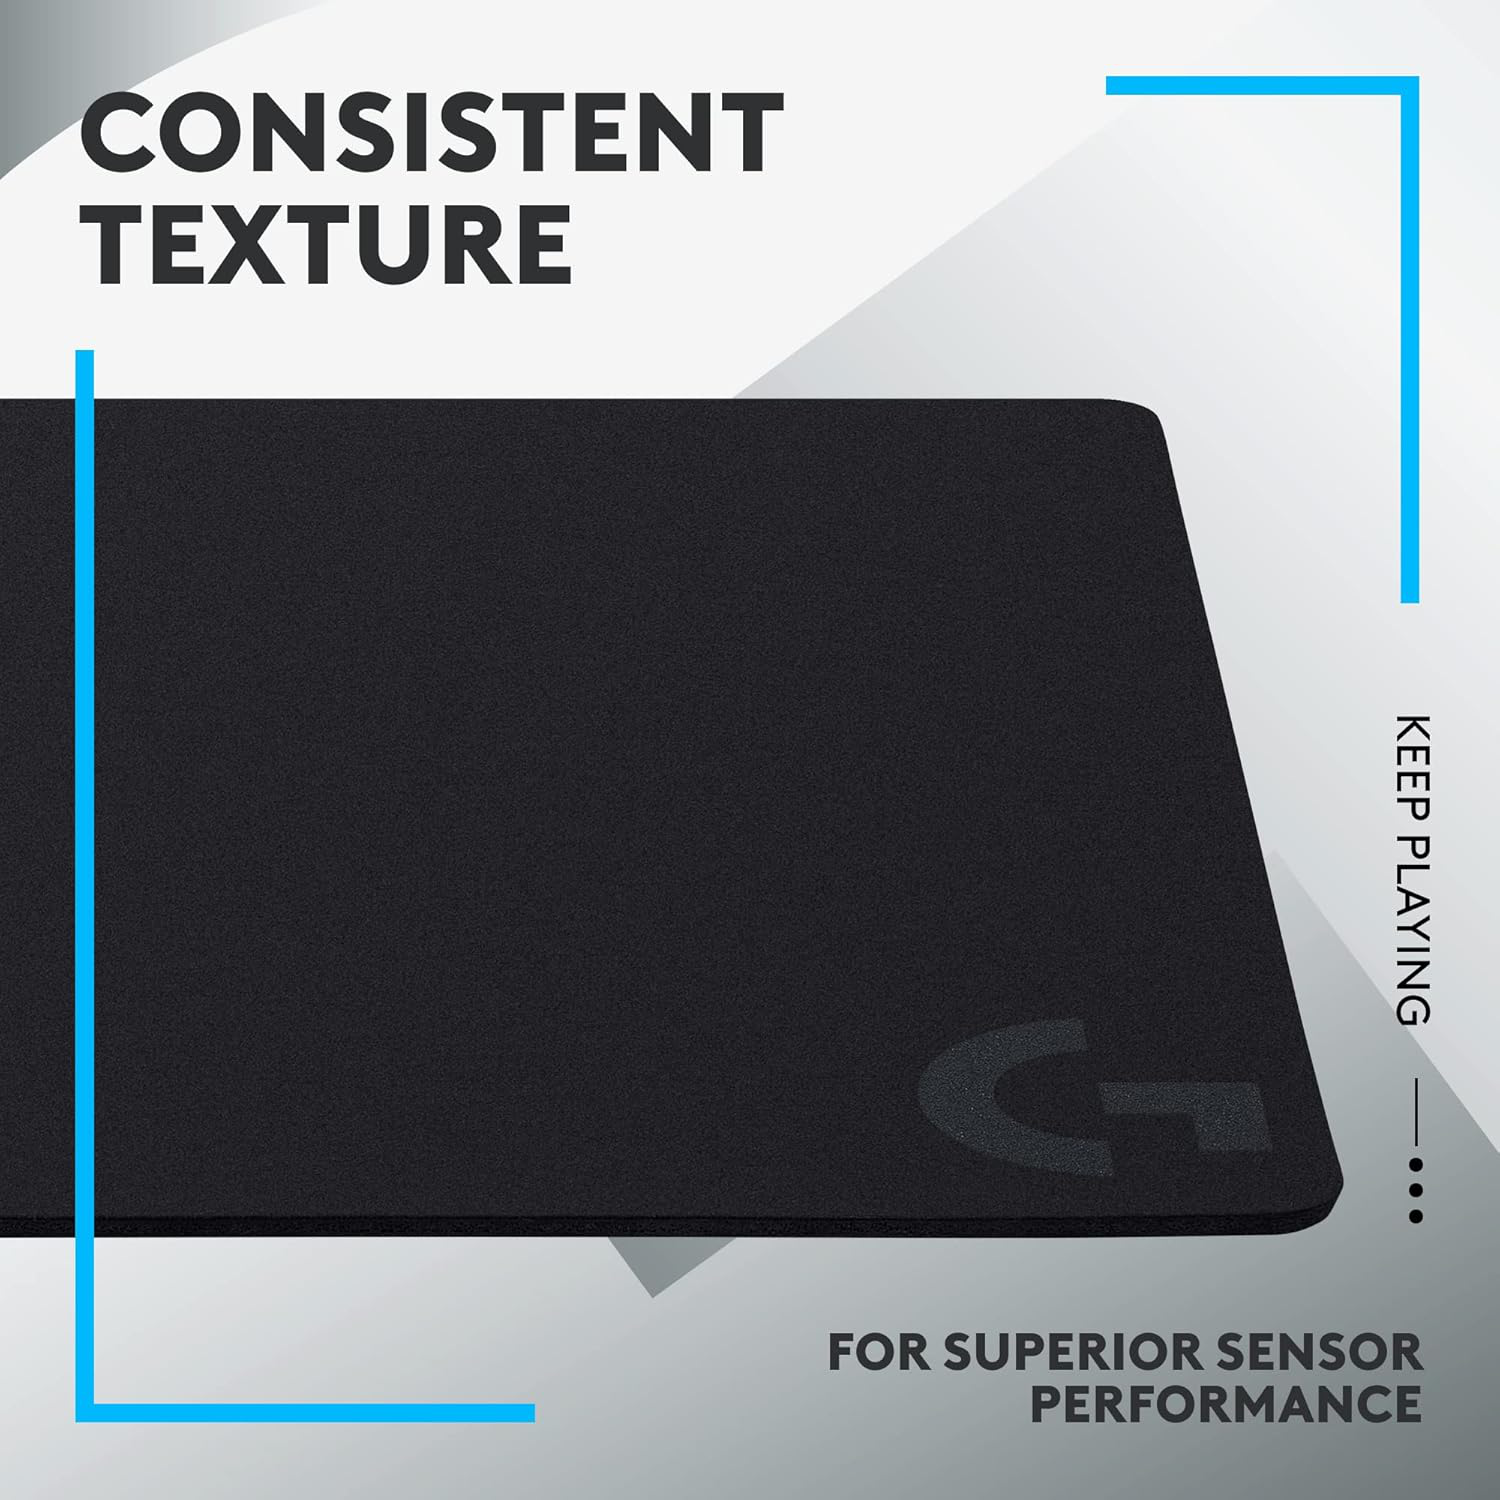 CONSISTENT
TEXTURE
KEEP PLAYING
G
FOR SUPERIOR SENSOR
PERFORMANCE